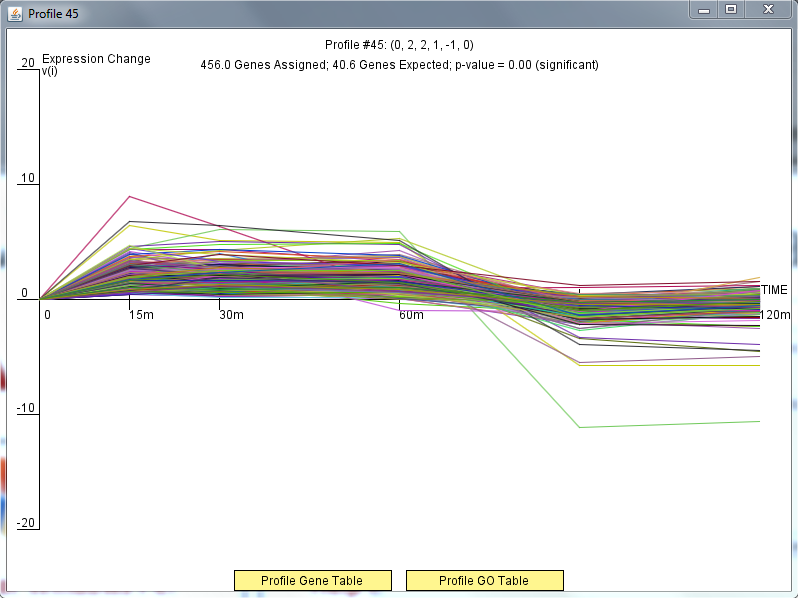 Profile 45
Profile #45: (0, 2, 2, 1, -1, 0)
456.0 Genes Assigned; 40.6 Genes Expected; p-value = 0.00 (significant)
Expression Change
v(i)
20
10
0
-10
-20
TIME
0
15m
30m
60m
120m
Profile Gene Table
Profile GO Table